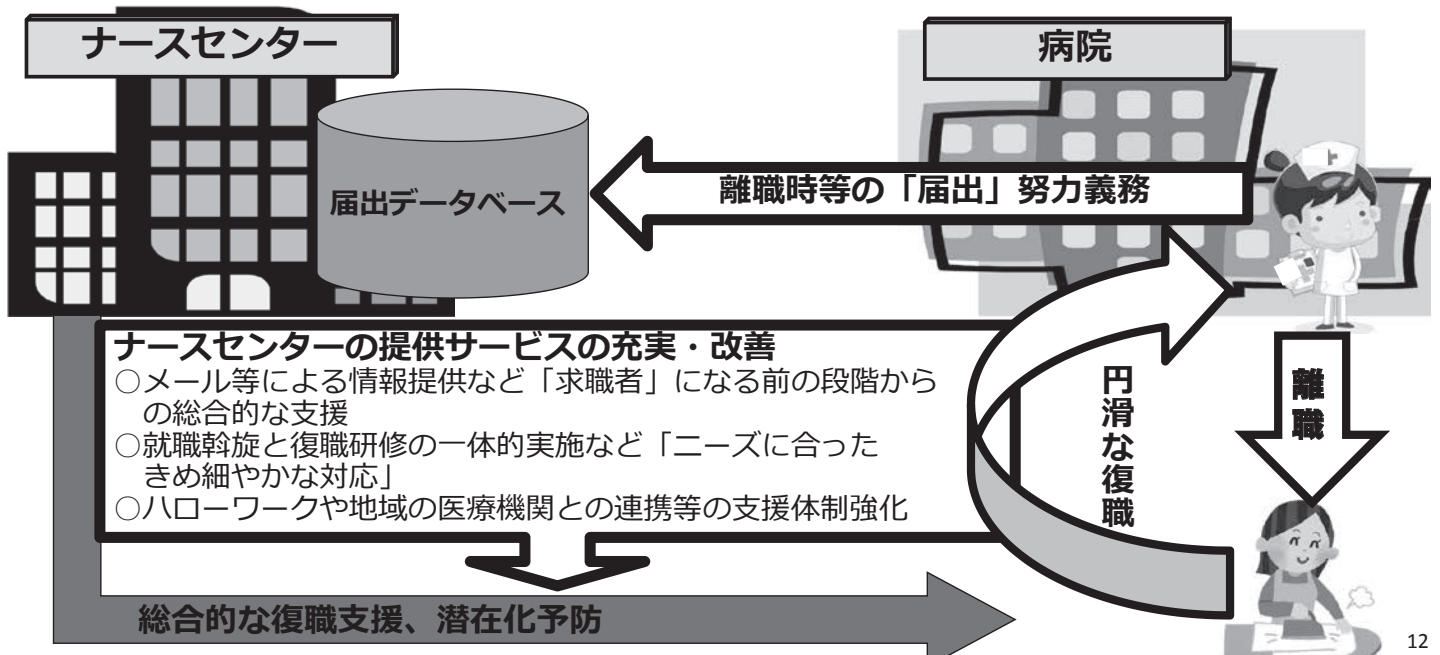 ナースセンター
病院
届出データベース
離職時等の「届出」努力義務
ナースセンターの提供サービスの充実・改善
○メール等による情報提供など「求職者」になる前の段階から
の総合的な支援
○就職斡旋と復職研修の一体的実施など「ニーズに合った
きめ細やかな対応」
○ハローワークや地域の医療機関との連携等の支援体制強化
円滑な復職
離職
総合的な復職支援、潜在化予防
12